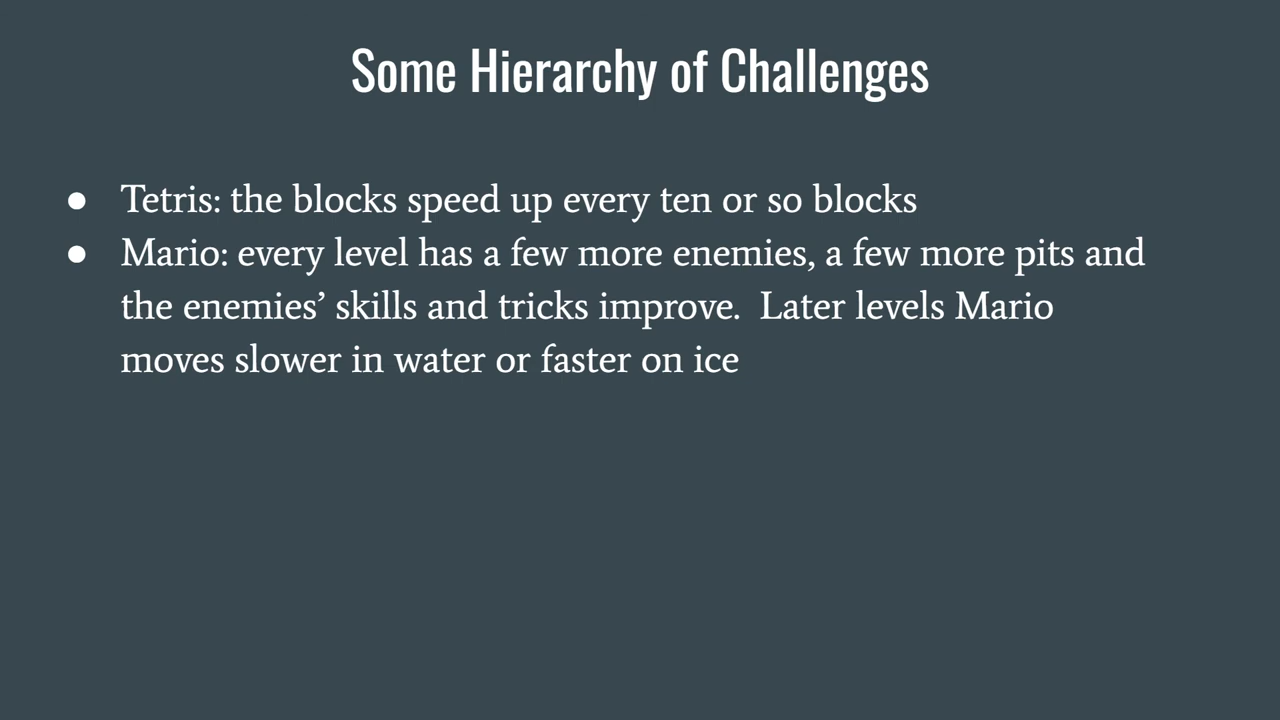 Some Hierarchy of Challenges
● Tetris: the blocks speed up every ten or so blocks
● Mario: every level has a few more enemies, a few more pits and
the enemies’ skills and tricks improve.  Later levels Mario
moves slower in water or faster on ice